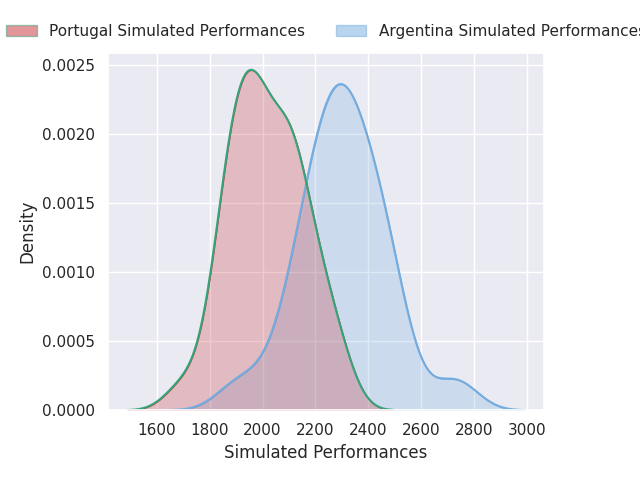 Portugal Simulated Performances
Argentina Simulated Performances
0.0025
0.0020
0.0015
0.0010
0.0005
0.0000
Density
1600 1800 2000 2200 2400 2600 2800 3000
Simulated Performances